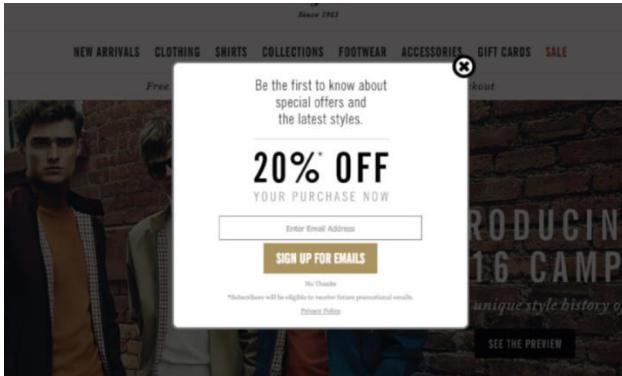 Since 1963
NEW ARRIVALS CLOTHING SHIRTS COLLECTIONS FOOTWEAR ACCESSORIES GIFT CARDS SALE
Free
Be the first to know about
special offers and
the latest styles.
20%* OFF
YOUR PURCHASE NOW
Enter Email Address
SIGN UP FOR EMAILS
No Thanks
*Subscribers will be eligible to receive future promotional emails.
Privacy Policy
RODUCIN
16 CAMP
unique style history o
SEE THE PREVIEW